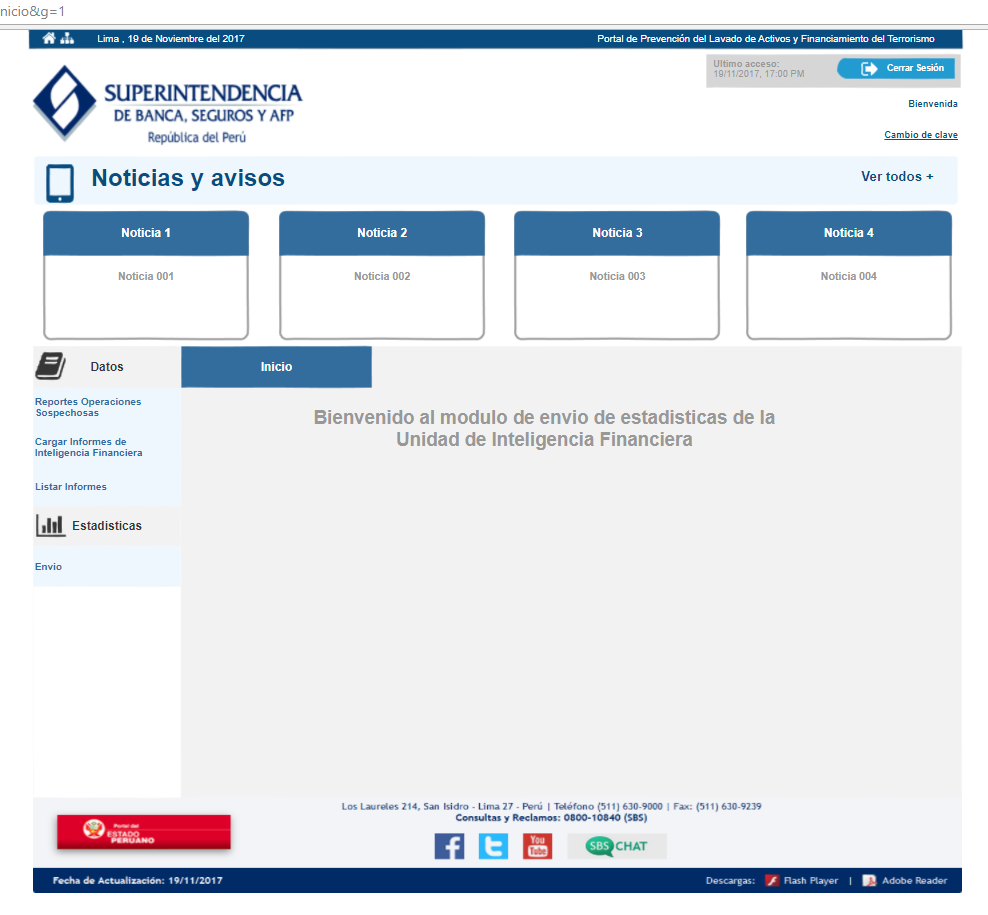 nicio&g=1
Lima , 19 de Noviembre del 2017
Portal de Prevención del Lavado de Activos y Financiamiento del Terrorismo
Ultimo acceso:
19/11/2017, 17:00 PM
Cerrar Sesión
SUPERINTENDENCIA
DE BANCA, SEGUROS Y AFP
República del Perú
Bienvenida
Cambio de clave
Noticias y avisos
Ver todos +
Noticia 1
Noticia 2
Noticia 3
Noticia 4
Noticia 001
Noticia 002
Noticia 003
Noticia 004
Datos
Inicio
Reportes Operaciones
Sospechosas
Cargar Informes de
Inteligencia Financiera
Listar Informes
Estadisticas
Envio
Bienvenido al modulo de envio de estadisticas de la
Unidad de Inteligencia Financiera
Los Laureles 214, San Isidro - Lima 27 - Perú | Teléfono (511) 630-9000 | Fax: (511) 630-9239
Consultas y Reclamos: 0800-10840 (SBS)
Portal del
ESTADO
PERUANO
You
Tube
SBS CHAT
Fecha de Actualización: 19/11/2017
Descargas: Flash Player | Adobe Reader